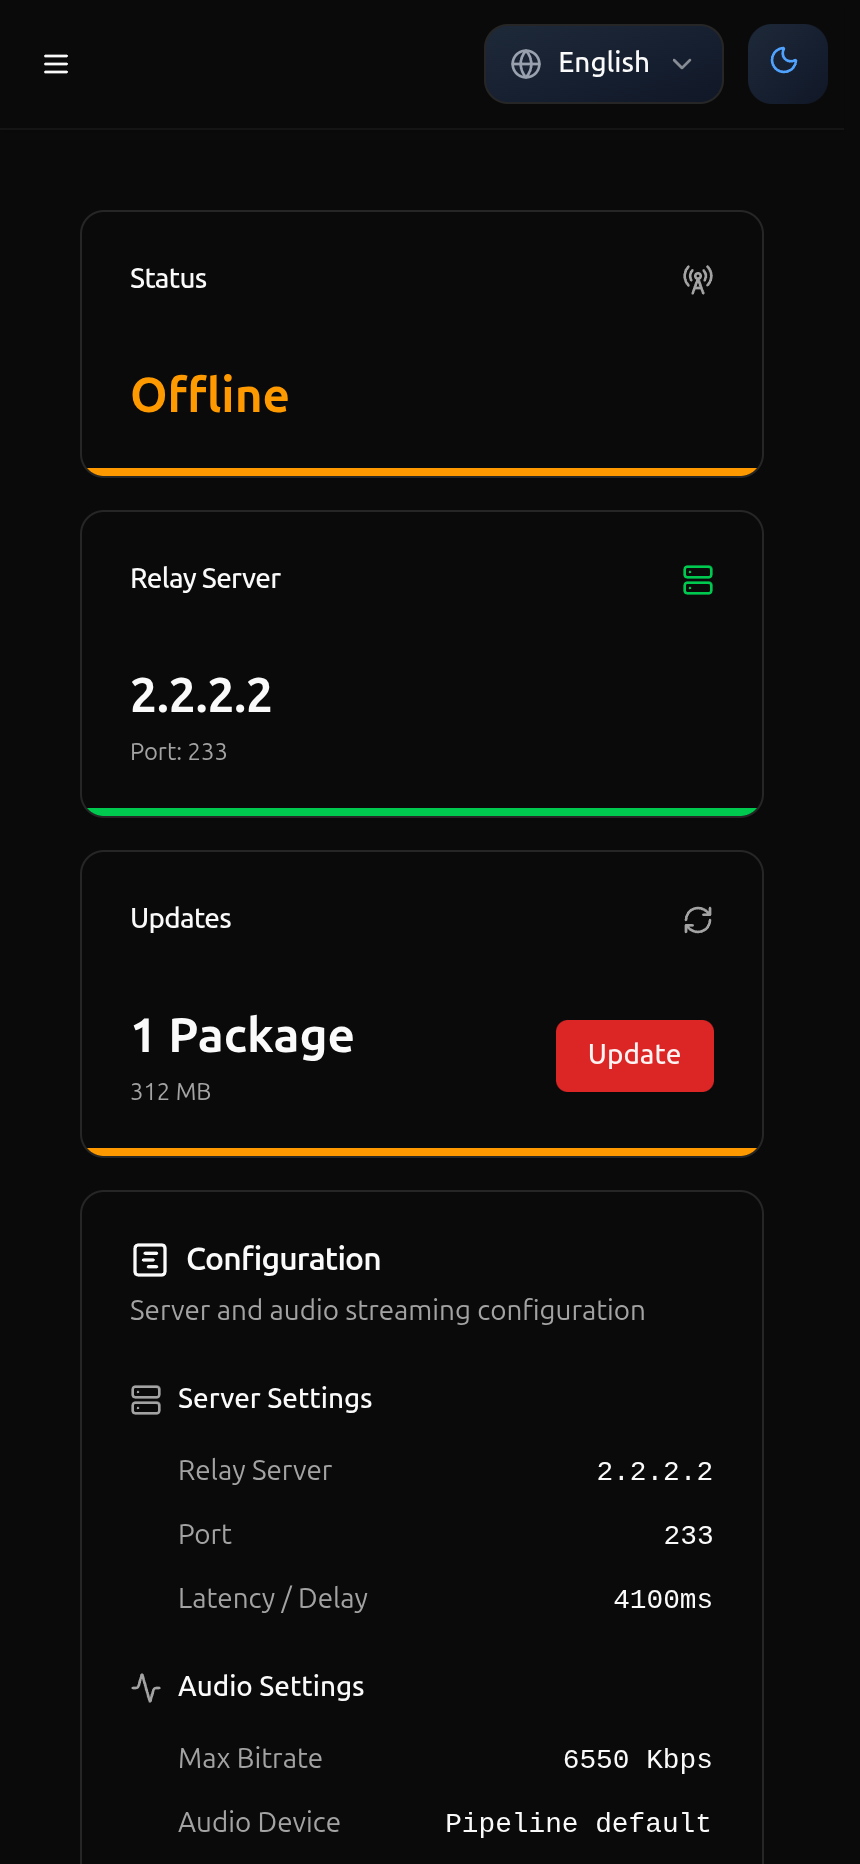 English
Status
Offline
Relay Server
2.2.2.2
Port: 233
Updates
1 Package
312 MB
Update
Configuration
Server and audio streaming configuration
Server Settings
Relay Server 2.2.2.2
Port 233
Latency / Delay 4100ms
Audio Settings
Max Bitrate 6550 Kbps
Audio Device Pipeline default